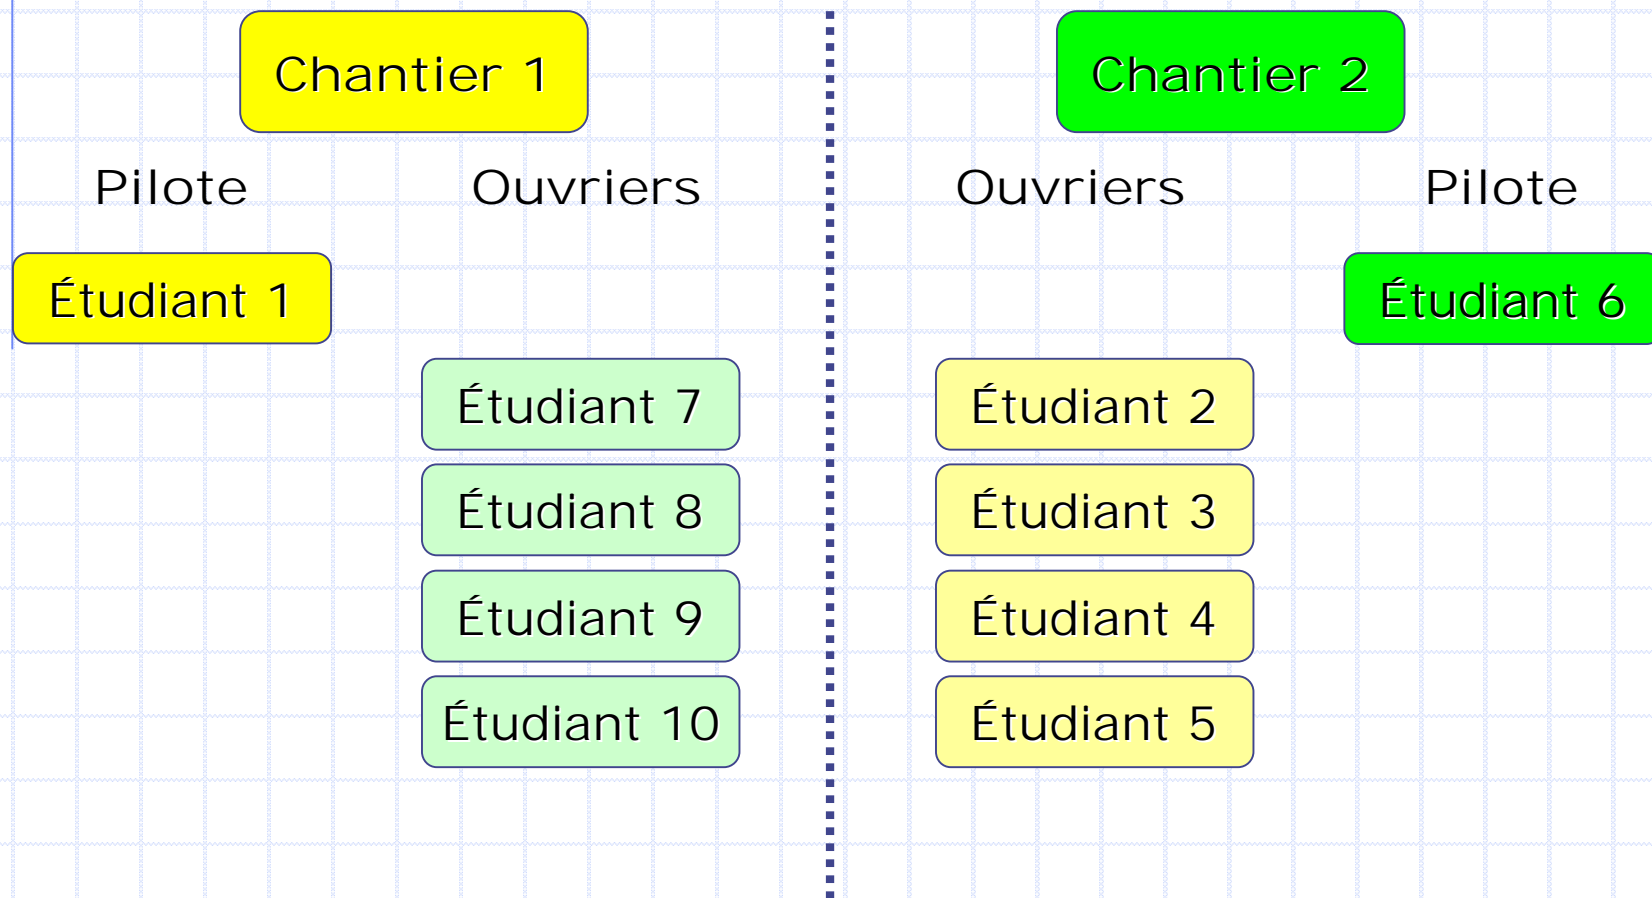 Chantier 1
Pilote
Ouvriers
Étudiant 1
Étudiant 7
Étudiant 8
Étudiant 9
Étudiant 10
Chantier 2
Ouvriers
Pilote
Étudiant 6
Étudiant 2
Étudiant 3
Étudiant 4
Étudiant 5